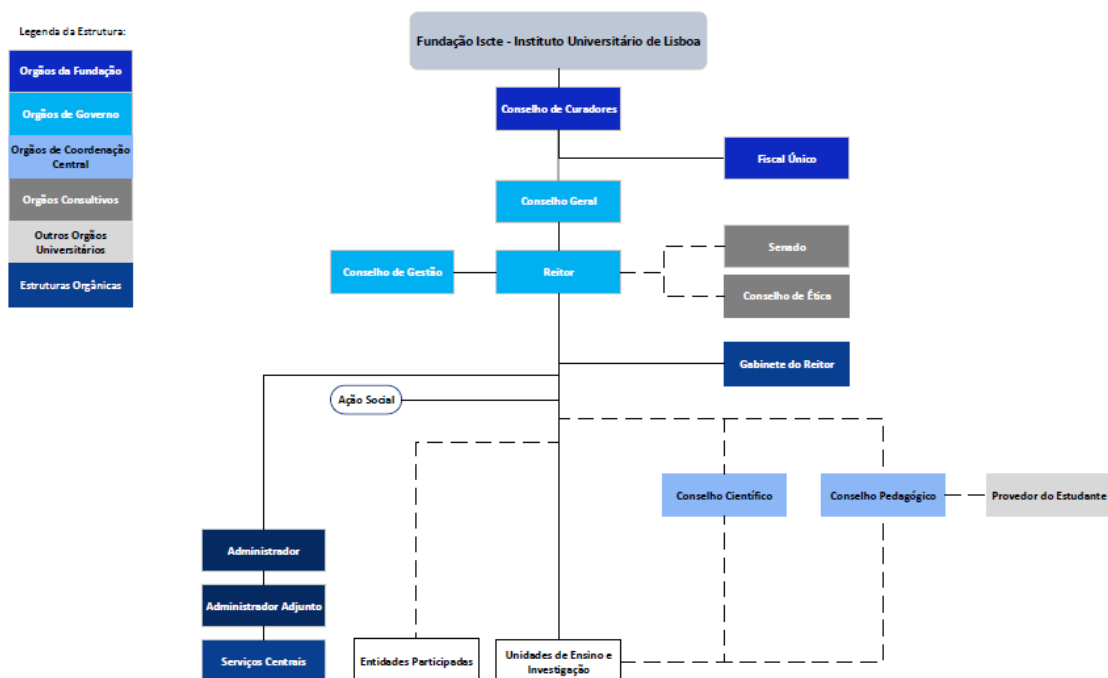 Legenda da Estrutura:
Orgãos da Fundação
Orgãos de Governo
Orgãos de Coordenação
Central
Orgãos Consultivos
Outros Orgãos
Universitários
Estruturas Orgânicas
Fundação Iscte - Instituto Universitário de Lisboa
Conselho de Curadores
Fiscal Único
Conselho Geral
Senado
Conselho de Gestão
Reitor
Conselho de Ética
Gabinete do Reitor
Ação Social
Conselho Científico
Conselho Pedagógico
Provedor do Estudante
Administrador
Administrador Adjunto
Serviços Centrais
Entidades Participadas
Unidades de Ensino e
Investigação